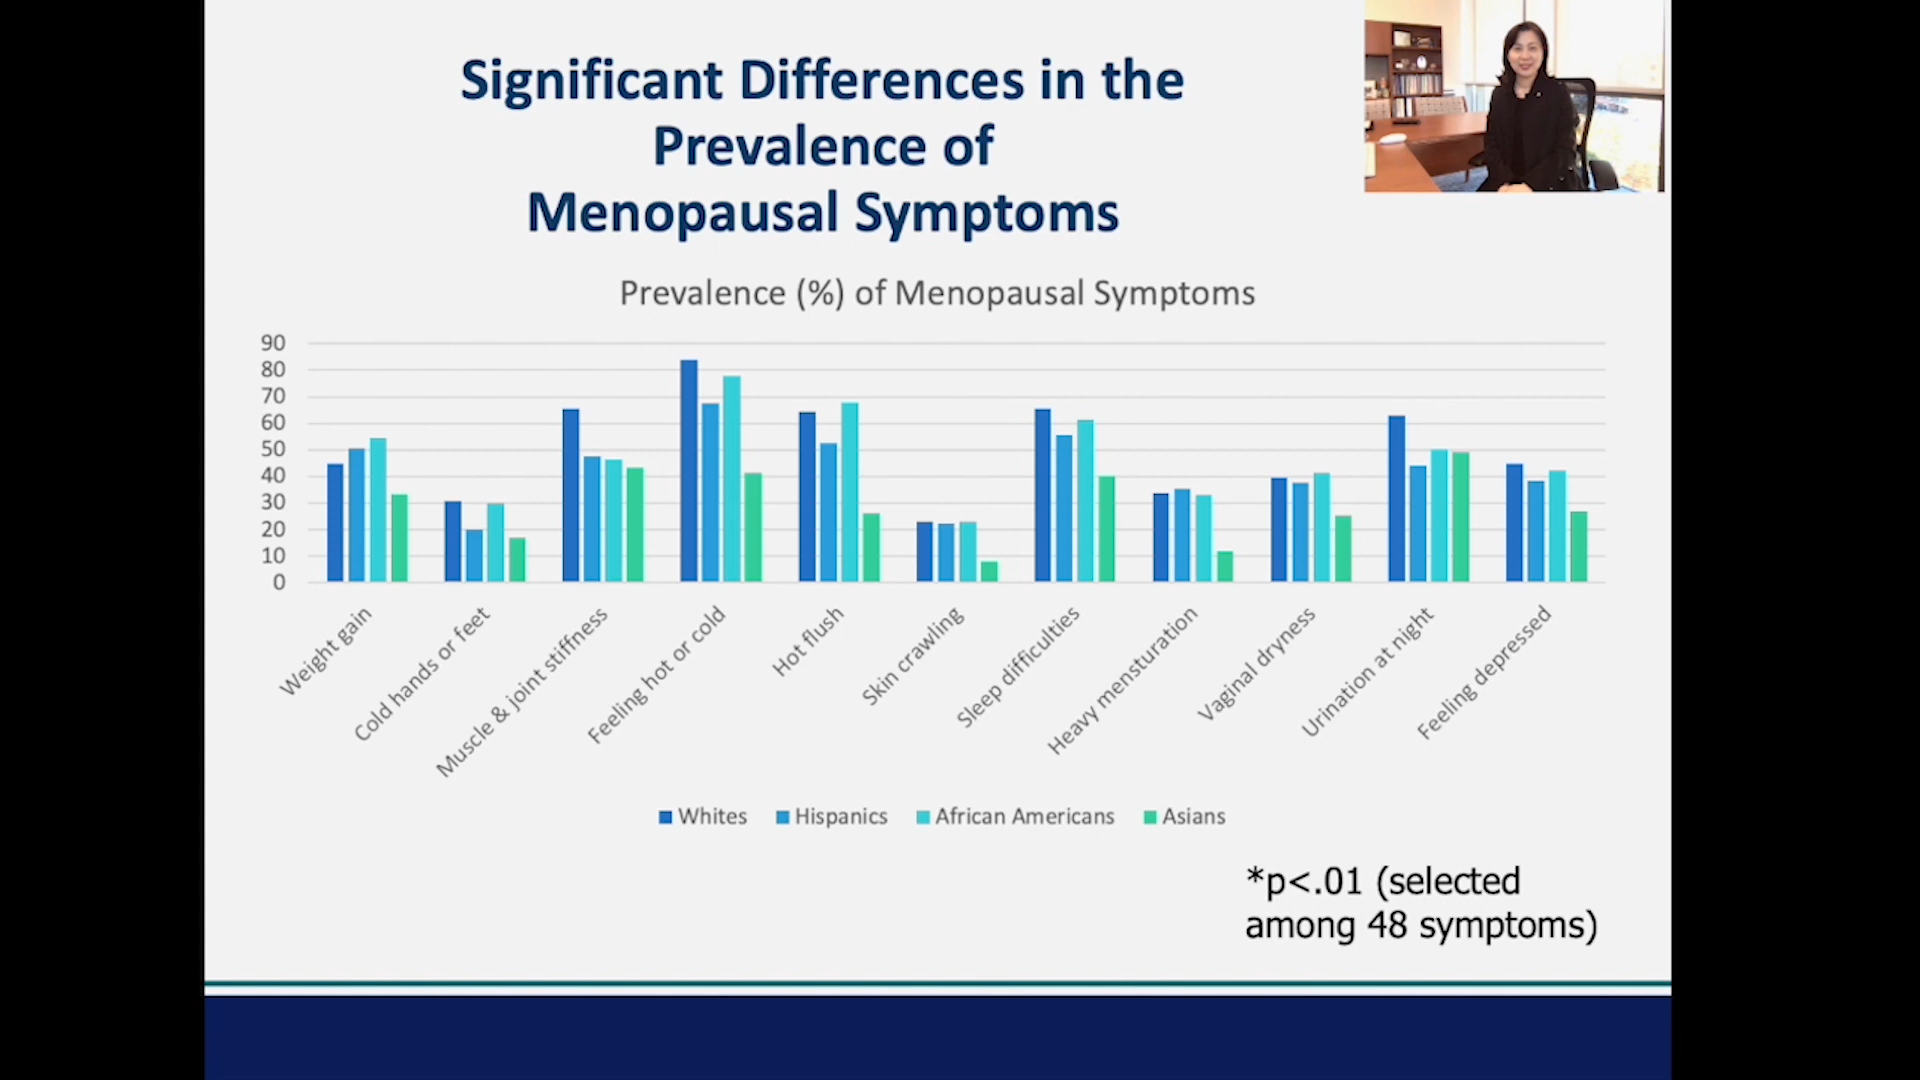 Significant Differences in the
Prevalence of
Menopausal Symptoms
Prevalence (%) of Menopausal Symptoms
90
80
70
60
50
40
30
20
10
0
Weight gain
Cold hands or feet
Muscle & joint stiffness
Feeling hot or cold
Hot flush
Skin crawling
Sleep difficulties
Heavy mensturation
Vaginal dryness
Urination at night
Feeling depressed
Whites Hispanics African Americans Asians
*p<.01 (selected
among 48 symptoms)